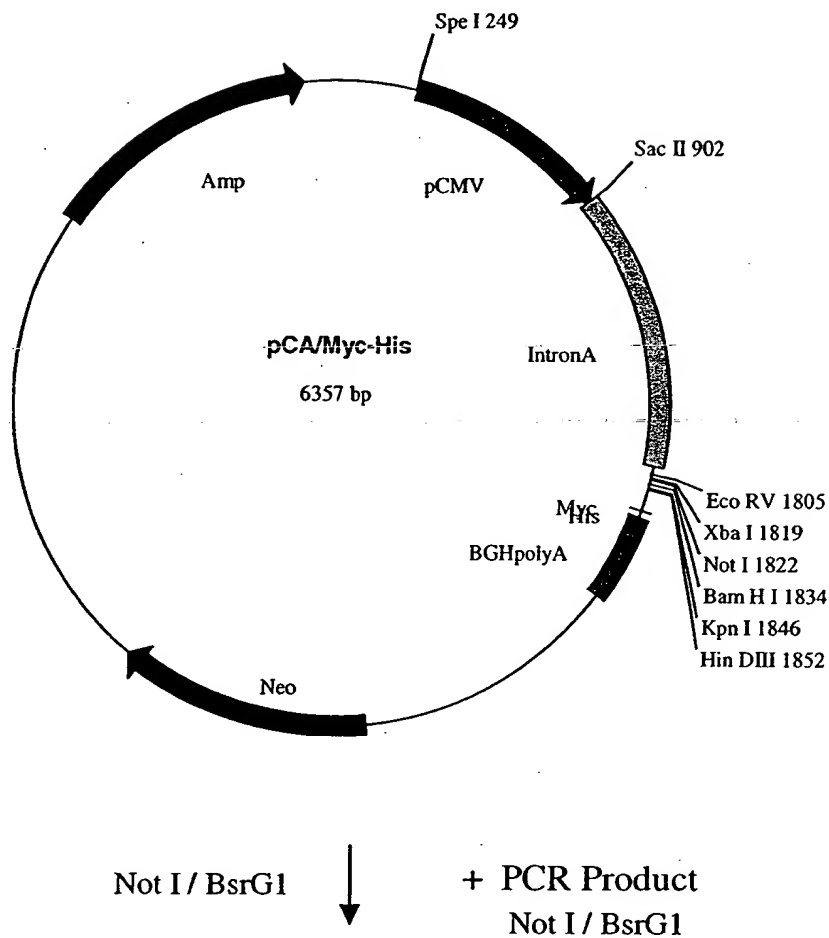 Spe I 249
Sac II 902
Amp
pCMV
pCA/Myc-His
6357 bp
IntronA
Eco RV 1805
Xba I 1819
Not I 1822
Bam H I 1834
Kpn I 1846
Hin DIII 1852
Myc
His
BGHpolyA
Neo
Not I / BsrG1
+ PCR Product
Not I / BsrG1